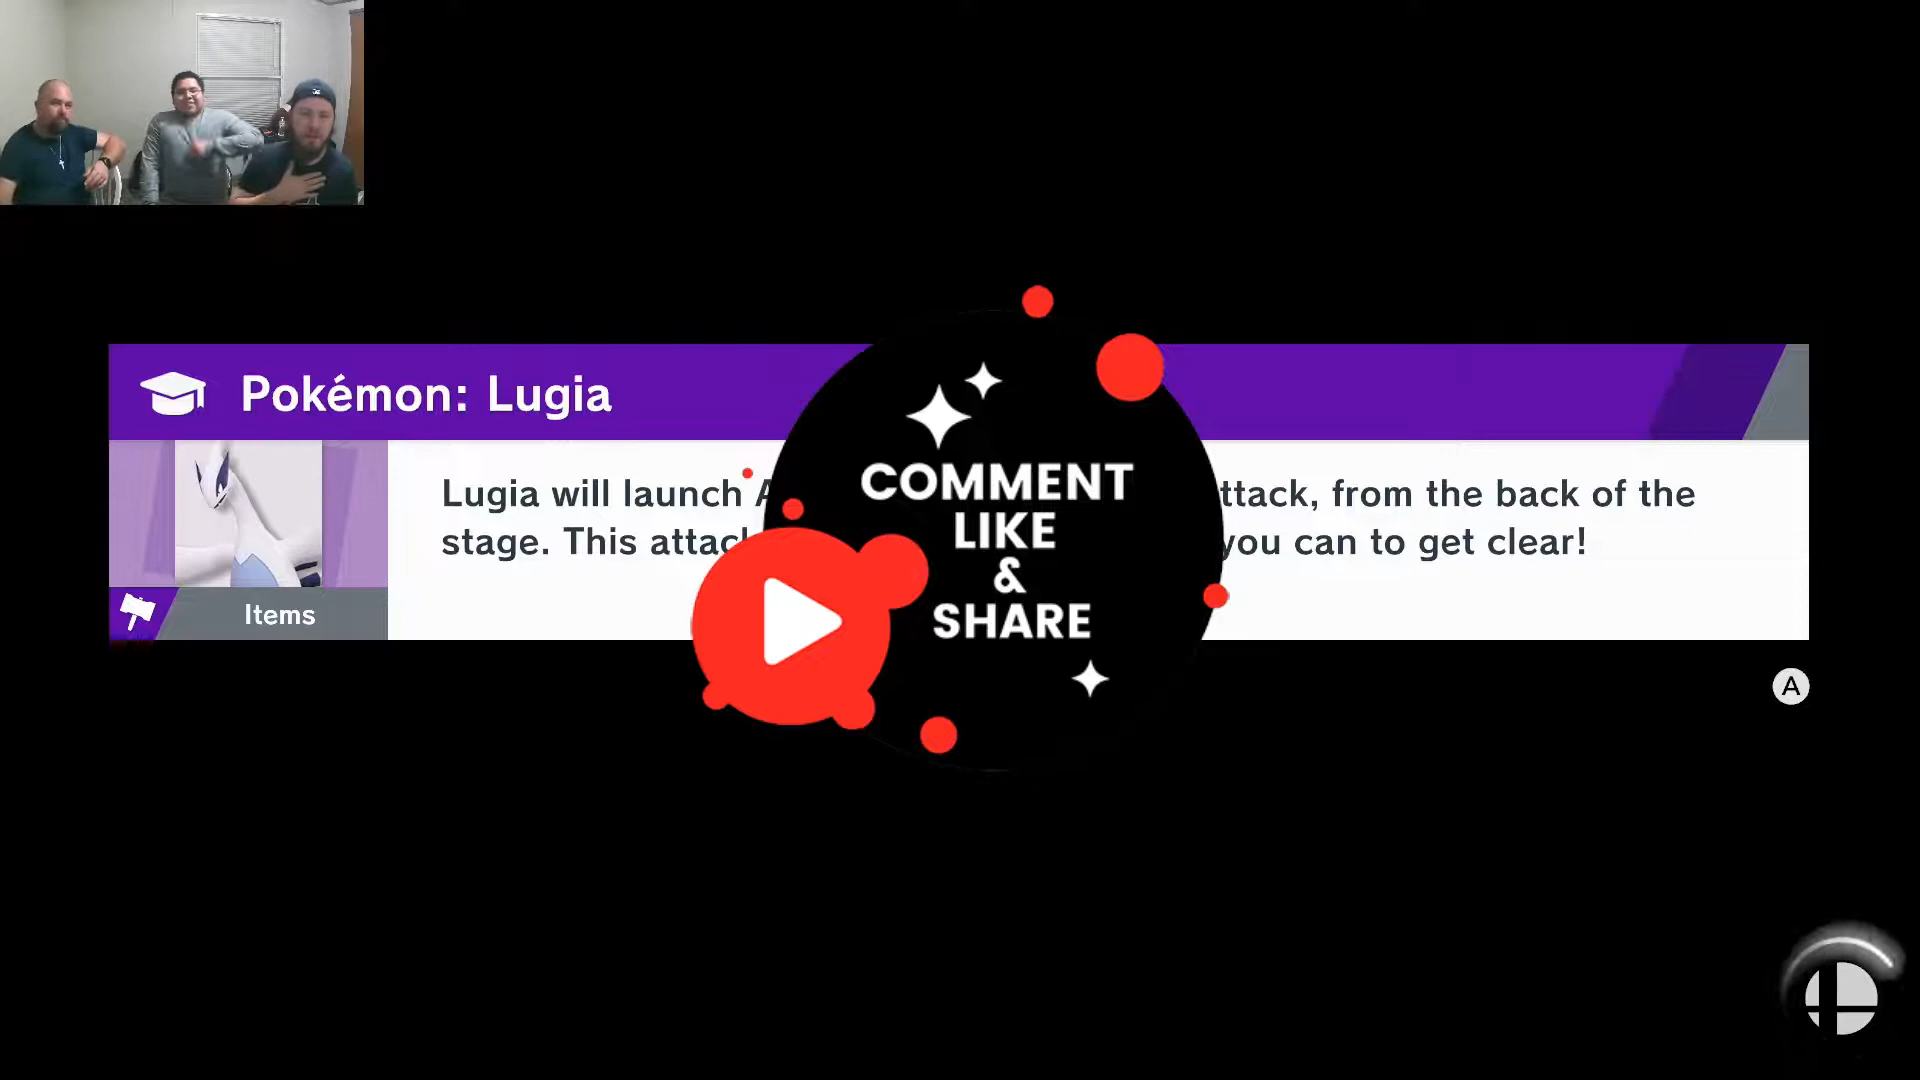 Pokémon: Lugia
Lugia will launch
ttack, from the back of the
stage. This attac
you can to get clear!
Items
COMMENT
LIKE
&
SHARE
A